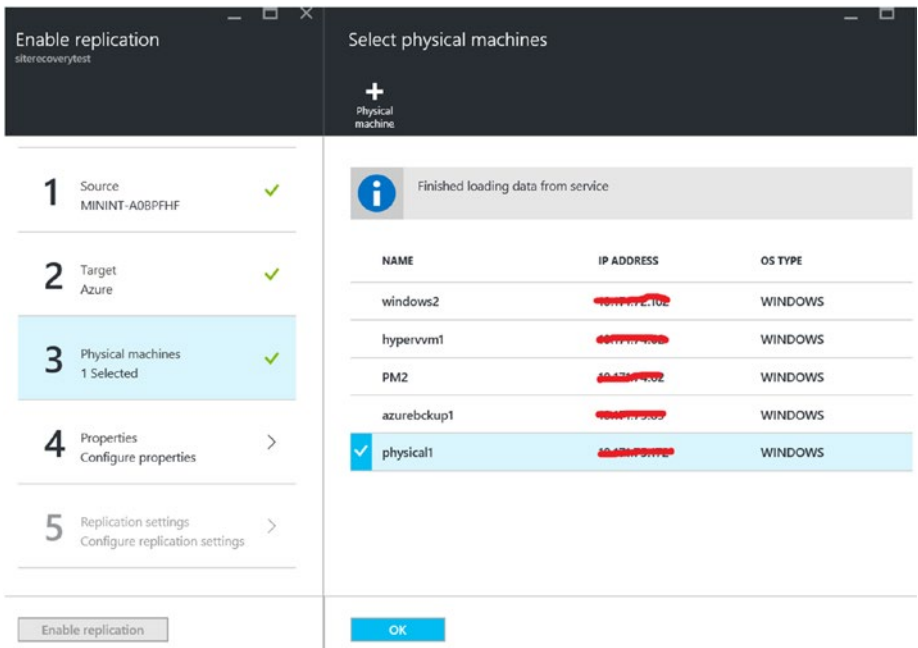 Enable replication
siterecoverytest
Select physical machines
Physical
machine
1
Source
MININT-A0BPFHF
2
Target
Azure
3
Physical machines
1 Selected
4
Properties
Configure properties
5
Replication settings
Configure replication settings
Enable replication
Finished loading data from service
NAME IP ADDRESS OS TYPE
windows2 WINDOWS
hypervvm1 WINDOWS
PM2 WINDOWS
azurebckup1 WINDOWS
physical1 WINDOWS
OK